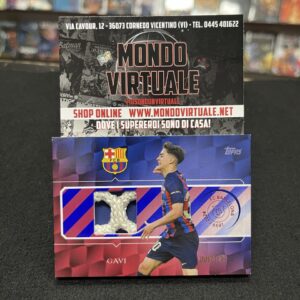 VIA CAVOUR, 12 - 36073 CORNEDO VICENTINO (VI) - TEL. 0445 401622
MONDO
VIRTUALE
SHOP ONLINE WWW.MONDOVIRTUALE.NET
DOVE I SUPEREROI SONO DI CASA!
topps
GAVI